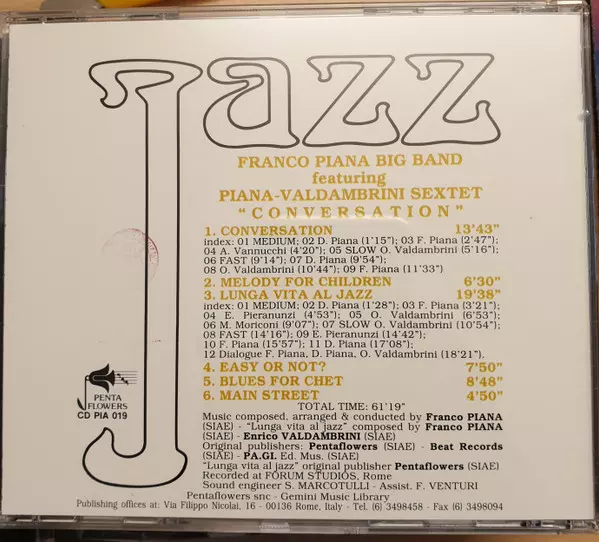 Jazz
FRANCO PIANA BIG BAND
featuring
PIANA-VALDAMBRINI SEXTET
"CONVERSATION"
1. CONVERSATION 13'43"
index: 01 MEDIUM; 02 D. Piana (1'15"); 03 F. Piana (2'47");
04 A. Vannucchi (4'20"); 05 SLOW O. Valdambrini (5'16");
06 FAST (9'14"); 07 D. Piana (9'54");
08 O. Valdambrini (10'44"); 09 F. Piana (11'33")
2. MELODY FOR CHILDREN 6'30"
3. LUNGA VITA AL JAZZ 19'38"
index: 01 MEDIUM; 02 D. Piana (1'28"); 03 F. Piana (3'21");
04 E. Pieranunzi (4'53"); 05 O. Valdambrini (6'53");
06 M. Moriconi (9'07"); 07 SLOW O. Valdambrini (10'54");
08 FAST (14'16"); 09 E. Pieranunzi (14'42");
10 F. Piana (15'57"); 11 D. Piana (17'08");
12 Dialogue F. Piana, D. Piana, O. Valdambrini (18'21").
4. EASY OR NOT? 7'50"
5. BLUES FOR CHET 8'48"
6. MAIN STREET 4'50"
TOTAL TIME: 61'19"
Music composed, arranged & conducted by Franco PIANA
(SIAE) - "Lunga vita al jazz" composed by Franco PIANA
(SIAE) - Enrico VALDAMBRINI (SIAE)
Original publishers: Pentaflowers (SIAE) - Beat Records
(SIAE) - PA.GI. Ed. Mus. (SIAE)
"Lunga vita al jazz" original publisher Pentaflowers (SIAE)
Recorded at FORUM STUDIOS, Rome
Sound engineer S. MARCOTULLI - Assist. F. VENTURI
Pentaflowers snc - Gemini Music Library
Publishing offices at: Via Filippo Nicolai, 16 - 00136 Rome, Italy - Tel. (6) 3498458 - Fax (6) 3498094
PENTA
FLOWERS
CD PIA 019